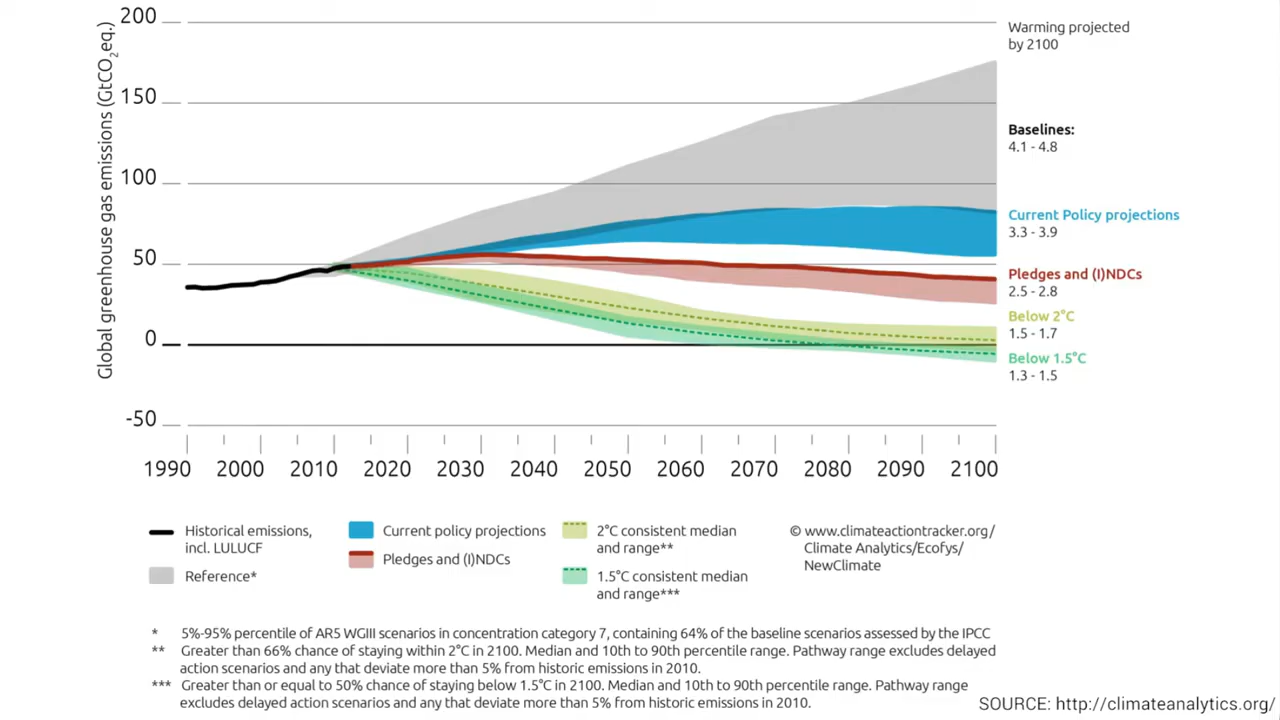 200
150
100
50
0
-50
Global greenhouse gas emissions (GtCO2eq.)
1990 2000 2010 2020 2030 2040 2050 2060 2070 2080 2090 2100
Warming projected
by 2100
Baselines:
4.1 - 4.8
Current Policy projections
3.3 - 3.9
Pledges and (I)NDCs
2.5 - 2.8
Below 2°C
1.5 - 1.7
Below 1.5°C
1.3 - 1.5
Historical emissions,
incl. LULUCF
Reference*
Current policy projections
Pledges and (I)NDCs
2°C consistent median
and range**
1.5°C consistent median
and range***
© www.climateactiontracker.org/
Climate Analytics/Ecofys/
NewClimate
* 5%-95% percentile of AR5 WGIII scenarios in concentration category 7, containing 64% of the baseline scenarios assessed by the IPCC
** Greater than 66% chance of staying within 2°C in 2100. Median and 10th to 90th percentile range. Pathway range excludes delayed
action scenarios and any that deviate more than 5% from historic emissions in 2010.
*** Greater than or equal to 50% chance of staying below 1.5°C in 2100. Median and 10th to 90th percentile range. Pathway range
excludes delayed action scenarios and any that deviate more than 5% from historic emissions in 2010.
SOURCE: http://climateanalytics.org/